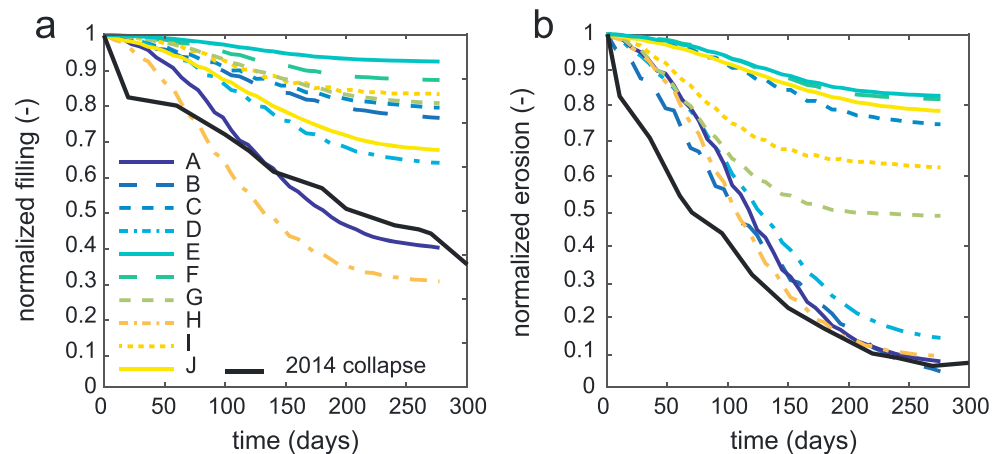 a
normalized filling (-)
1
0.9
0.8
0.7
0.6
0.5
0.4
0.3
0.2
0.1
0
0 50 100 150 200 250 300
time (days)
A
B
C
D
E
F
G
H
I
J
2014 collapse
b
normalized erosion (-)
1
0.9
0.8
0.7
0.6
0.5
0.4
0.3
0.2
0.1
0
0 50 100 150 200 250 300
time (days)